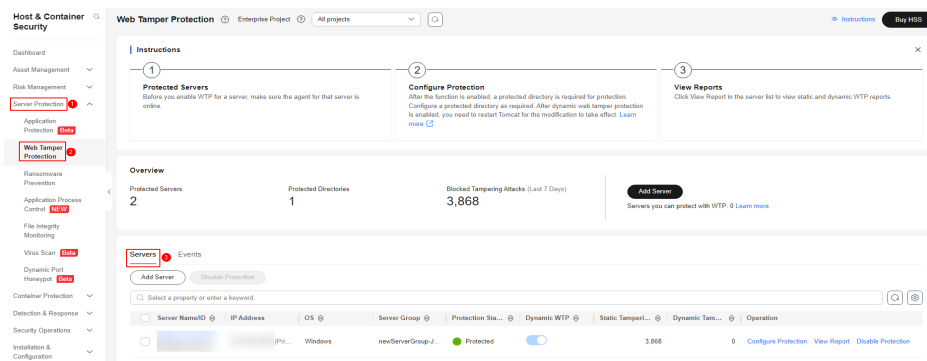 Host & Container
Security
Dashboard
Asset Management
Risk Management
Server Protection 1
Application
Protection Beta
Web Tamper
Protection 2
Ransomware
Prevention
Application Process
Control NEW
File Integrity
Monitoring
Virus Scan Beta
Dynamic Port
Honeypot Beta
Container Protection
Detection & Response
Security Operations
Installation &
Configuration
Web Tamper Protection Enterprise Project All projects Instructions Buy HSS
Instructions
1
Protected Servers
Before you enable WTP for a server, make sure the agent for that server is
online.
2
Configure Protection
After the function is enabled, a protected directory is required for protection.
Configure a protected directory as required. After dynamic web tamper protection
is enabled, you need to restart Tomcat for the modification to take effect. Learn
more
3
View Reports
Click View Report in the server list to view static and dynamic WTP reports.
Overview
Protected Servers
2
Protected Directories
1
Blocked Tampering Attacks (Last 7 Days)
3,868
Add Server
Servers you can protect with WTP: 0 Learn more
Servers 3 Events
Add Server Disable Protection
Select a property or enter a keyword.
Server Name/ID IP Address OS Server Group Protection Sta... Dynamic WTP Static Tamperi... Dynamic Tam... Operation
(Pri... Windows newServerGroup-J... Protected 3,868 0 Configure Protection View Report Disable Protection